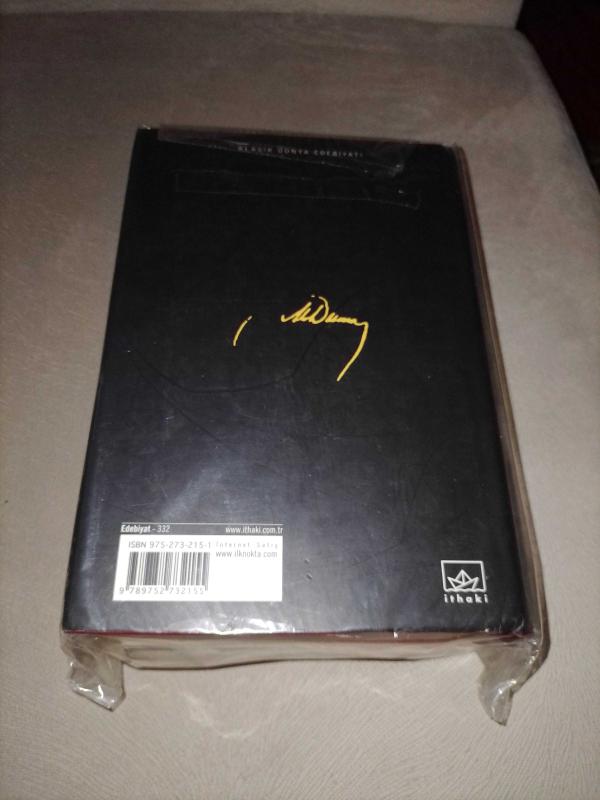 KLASİK DÜNYA EDEBİYATI
AlDumas
Edebiyat - 332 www.ithaki.com.tr
ISBN 975-273-215-1 İnternet Satış
www.ilknokta.com
9 789752 732155
ithaki